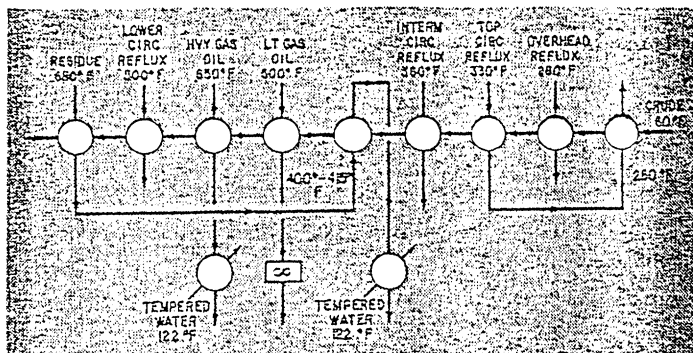 RESIDUE
680°F
LOWER
CIRC
REFLUX
500°F
HVY GAS
OIL
650°F
LT GAS
OIL
500°F
INTERM
CIRC
REFLUX
360°F
TOP
CIRC
REFLUX
330°F
OVERHEAD
REFLUX
280°F
CRUDE
60°F
400°-415°
F
250°F
TEMPERED
WATER
122°F
TEMPERED
WATER
122°F